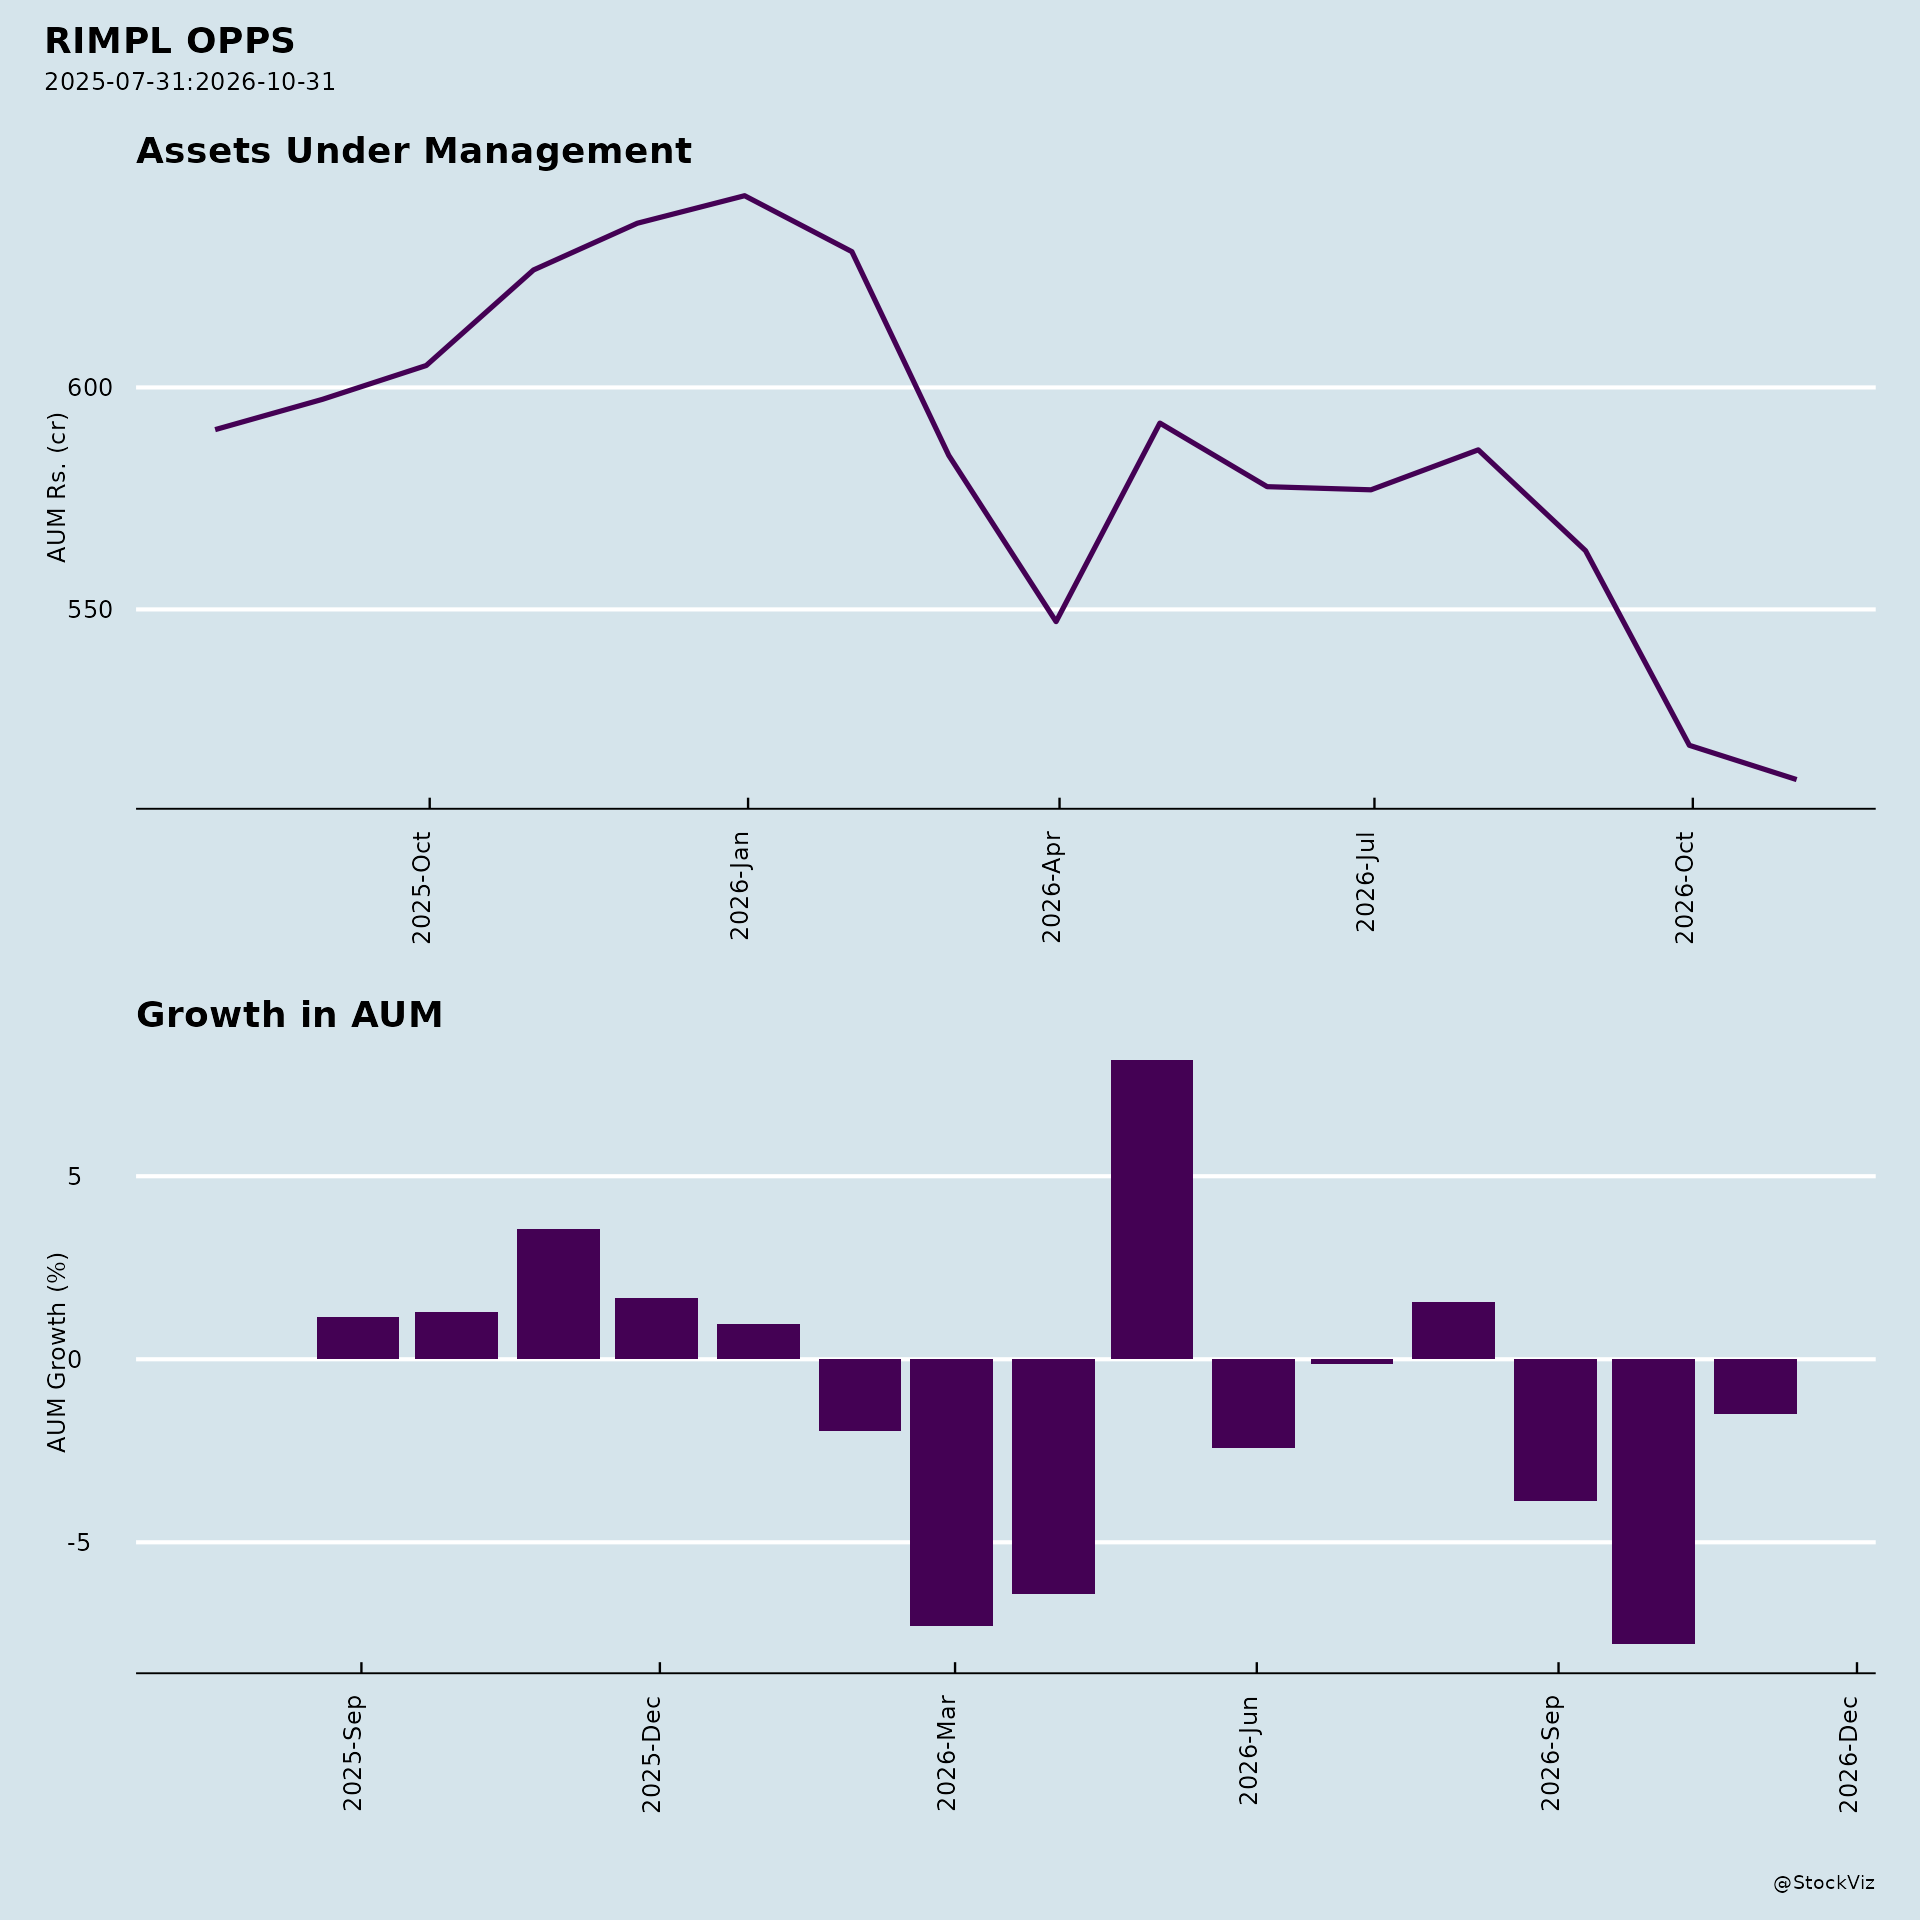 RIMPL OPPS
2025-07-31:2026-10-31
Assets Under Management
AUM Rs. (cr)
600
550
2025-Oct
2026-Jan
2026-Apr
2026-Jul
2026-Oct
Growth in AUM
AUM Growth (%)
5
0
-5
2025-Sep
2025-Dec
2026-Mar
2026-Jun
2026-Sep
2026-Dec
@StockViz